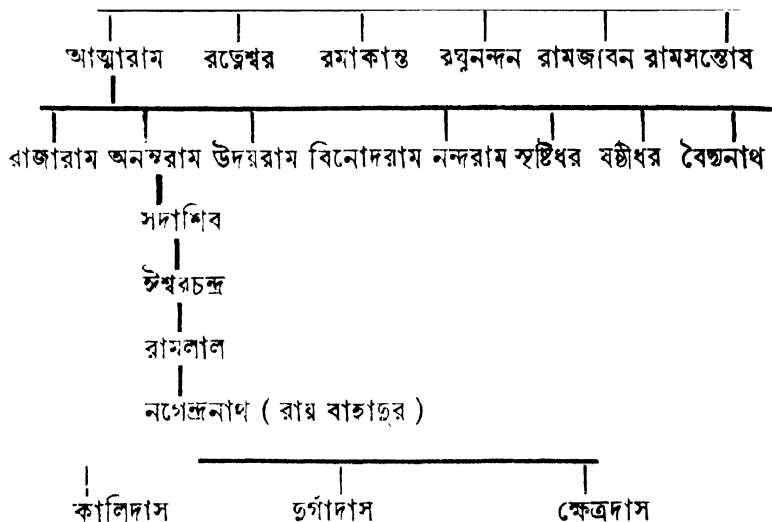 আত্মারাম রত্নেশ্বর রমাকান্ত রঘুনন্দন রামজীবন রামসন্তোষ
রাজারাম অনন্তরাম উদয়রাম বিনোদরাম নন্দরাম সৃষ্টিধর ষষ্ঠীধর বৈদ্যনাথ
সদাশিব
ঈশ্বরচন্দ্র
রামলাল
নগেন্দ্রনাথ ( রায় বাহাদুর )
কালিদাস দুর্গাদাস ক্ষেত্রদাস